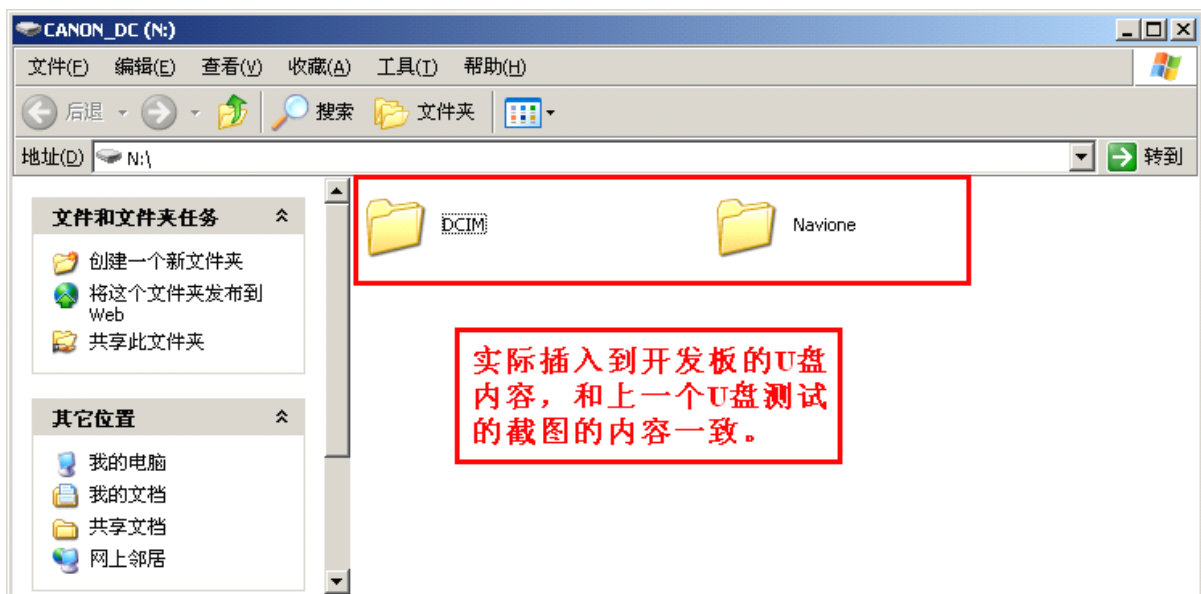 CANON_DC (N:)
文件(F) 编辑(E) 查看(V) 收藏(A) 工具(T) 帮助(H)
后退 搜索 文件夹
地址(D) N:\ 转到
文件和文件夹任务
创建一个新文件夹
将这个文件夹发布到
Web
共享此文件夹
其它位置
我的电脑
我的文档
共享文档
网上邻居
DCIM Navione
实际插入到开发板的U盘
内容，和上一个U盘测试
的截图的内容一致。